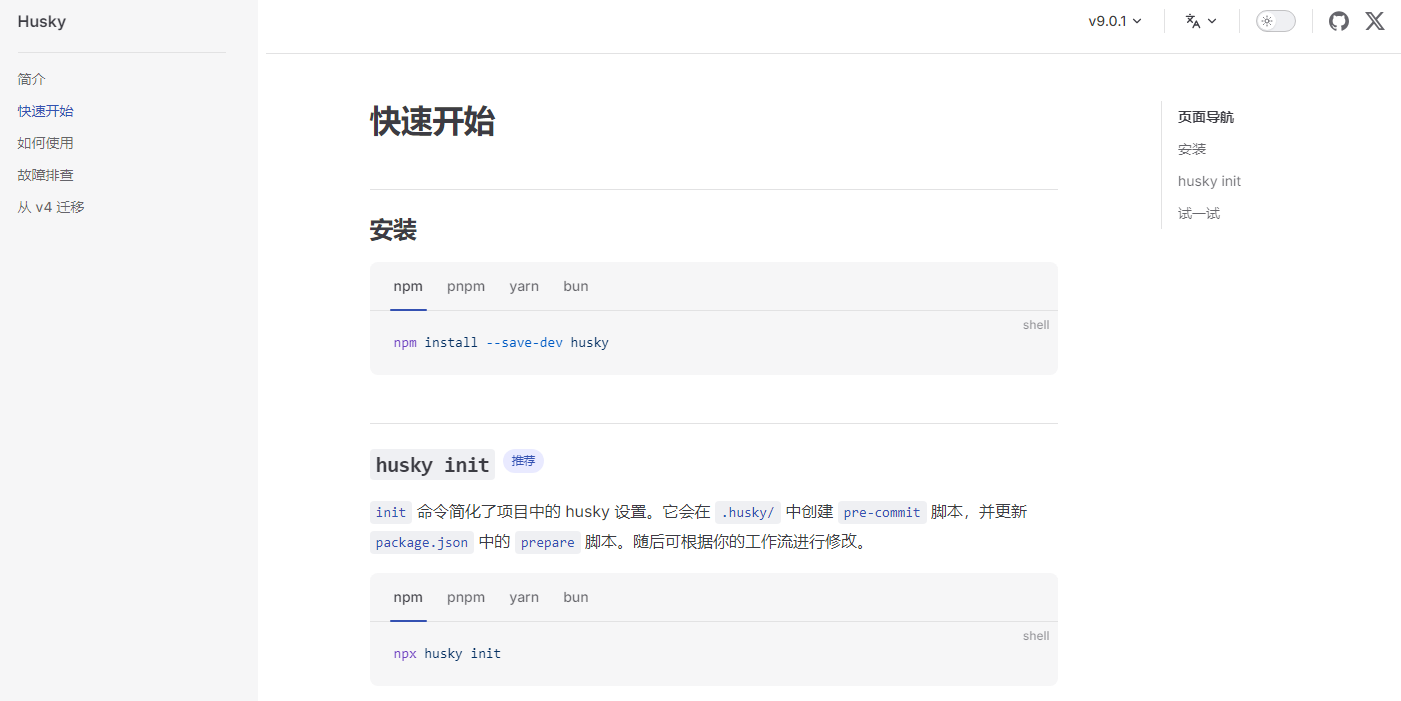 Husky
v9.0.1
简介
快速开始
如何使用
故障排查
从 v4 迁移
快速开始
安装
npm pnpm yarn bun
shell
npm install --save-dev husky
husky init 推荐
init 命令简化了项目中的 husky 设置。它会在 .husky/ 中创建 pre-commit 脚本，并更新
package.json 中的 prepare 脚本。随后可根据你的工作流进行修改。
npm pnpm yarn bun
shell
npx husky init
页面导航
安装
husky init
试一试